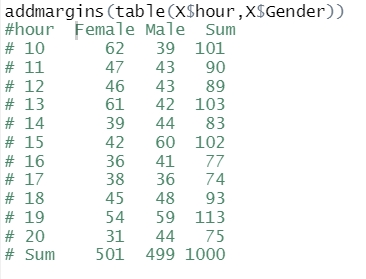 addmargins(table(X$hour,X$Gender))
#hour Female Male Sum
# 10 62 39 101
# 11 47 43 90
# 12 46 43 89
# 13 61 42 103
# 14 39 44 83
# 15 42 60 102
# 16 36 41 77
# 17 38 36 74
# 18 45 48 93
# 19 54 59 113
# 20 31 44 75
# Sum 501 499 1000